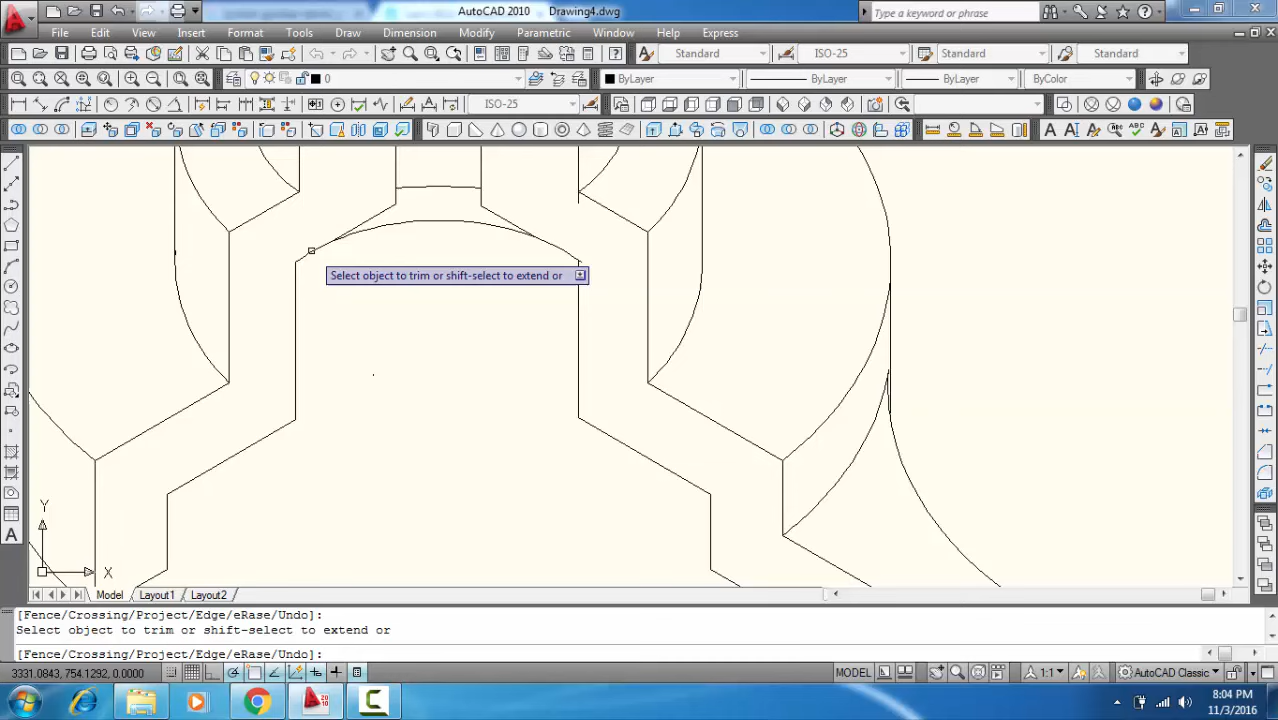 AutoCAD 2010 Drawing4.dwg
Type a keyword or phrase
File Edit View Insert Format Tools Draw Dimension Modify Parametric Window Help Express
Standard ISO-25 Standard Standard
0 ByLayer ByLayer ByLayer ByColor
ISO-25
Select object to trim or shift-select to extend or
Y
X
Model Layout1 Layout2
[Fence/Crossing/Project/Edge/eRase/Undo]:
Select object to trim or shift-select to extend or
[Fence/Crossing/Project/Edge/eRase/Undo]:
3331.0843, 754.1292, 0.0000 MODEL 1:1 AutoCAD Classic
8:04 PM
11/3/2016